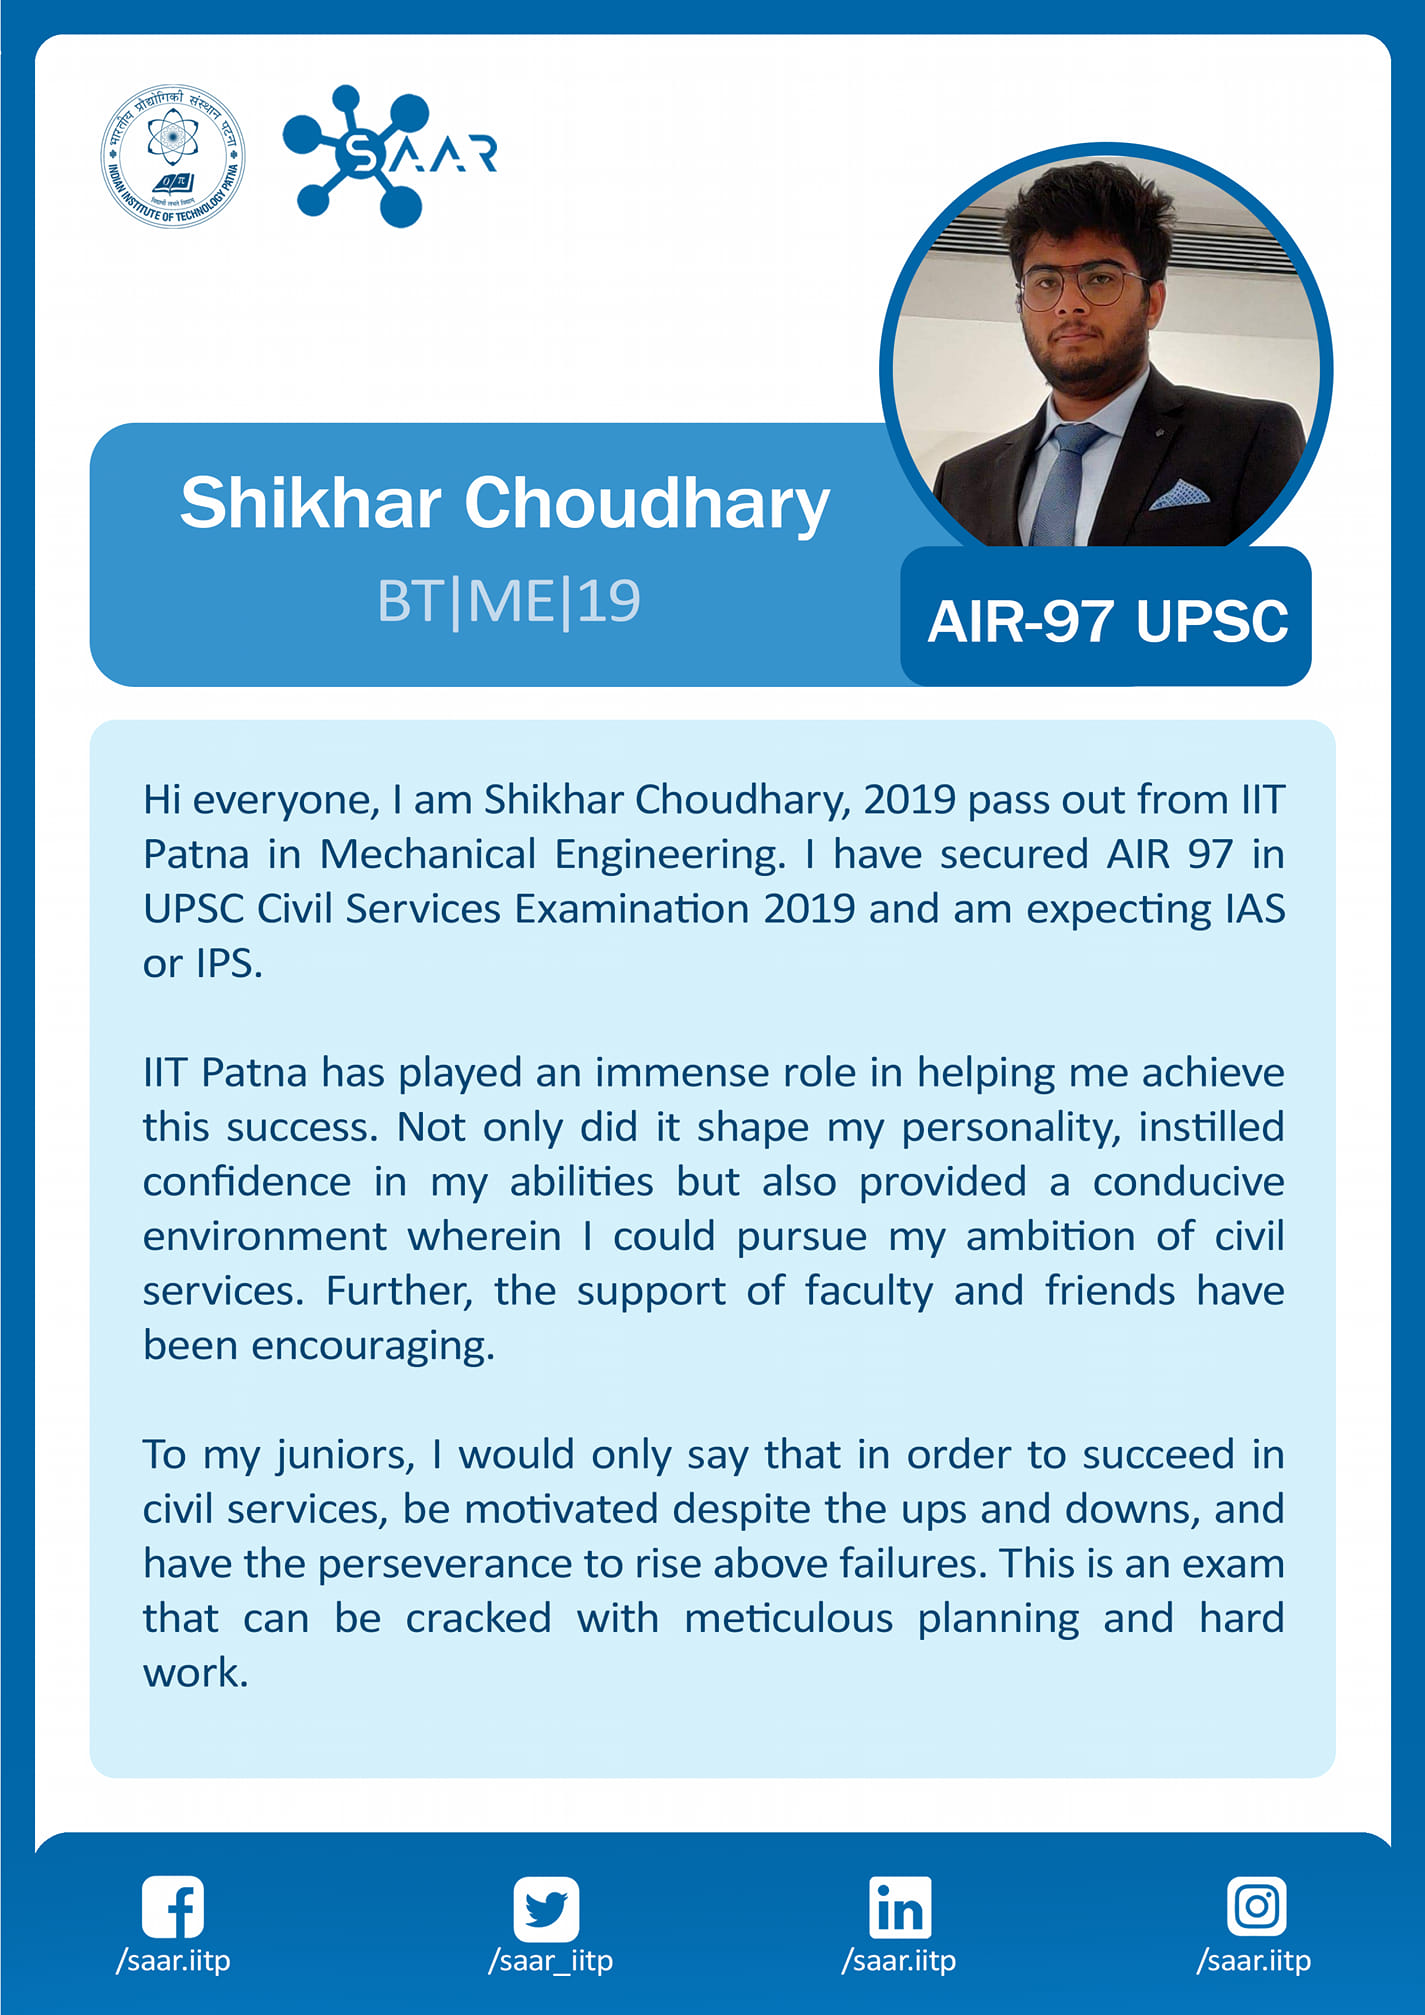 भारतीय प्रौद्योगिकी संस्थान पटना
INDIAN INSTITUTE OF TECHNOLOGY PATNA
SAAR
Shikhar Choudhary
BT|ME|19
AIR-97 UPSC
Hi everyone, I am Shikhar Choudhary, 2019 pass out from IIT
Patna in Mechanical Engineering. I have secured AIR 97 in
UPSC Civil Services Examination 2019 and am expecting IAS
or IPS.
IIT Patna has played an immense role in helping me achieve
this success. Not only did it shape my personality, instilled
confidence in my abilities but also provided a conducive
environment wherein I could pursue my ambition of civil
services. Further, the support of faculty and friends have
been encouraging.
To my juniors, I would only say that in order to succeed in
civil services, be motivated despite the ups and downs, and
have the perseverance to rise above failures. This is an exam
that can be cracked with meticulous planning and hard
work.
/saar.iitp
/saar_iitp
/saar.iitp
/saar.iitp